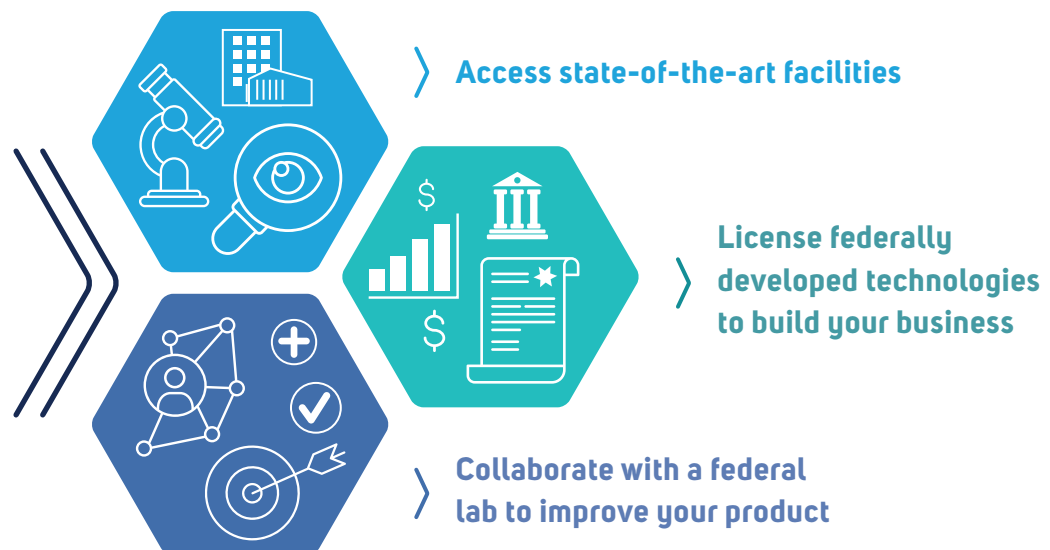 Access state-of-the-art facilities
$
$
License federally
developed technologies
to build your business
Collaborate with a federal
lab to improve your product